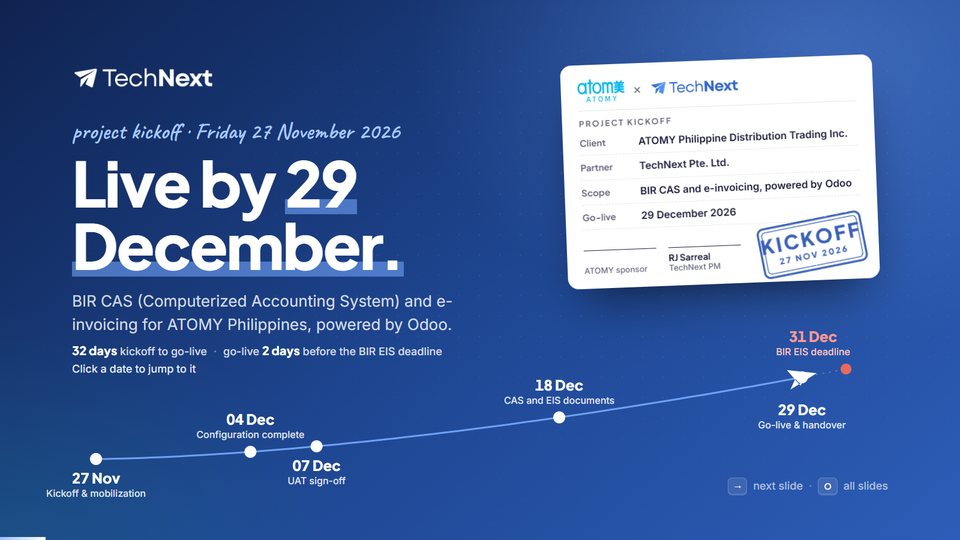 TechNext
project kickoff · Friday 27 November 2026
Live by 29
December.
BIR CAS (Computerized Accounting System) and e-
invoicing for ATOMY Philippines, powered by Odoo.
32 days kickoff to go-live · go-live 2 days before the BIR EIS deadline
Click a date to jump to it
atom美 × TechNext
ATOMY
PROJECT KICKOFF
Client ATOMY Philippine Distribution Trading Inc.
Partner TechNext Pte. Ltd.
Scope BIR CAS and e-invoicing, powered by Odoo
Go-live 29 December 2026
ATOMY sponsor
RJ Sarreal
TechNext PM
KICKOFF
27 NOV 2026
27 Nov
Kickoff & mobilization
04 Dec
Configuration complete
07 Dec
UAT sign-off
18 Dec
CAS and EIS documents
29 Dec
Go-live & handover
31 Dec
BIR EIS deadline
→ next slide · O all slides